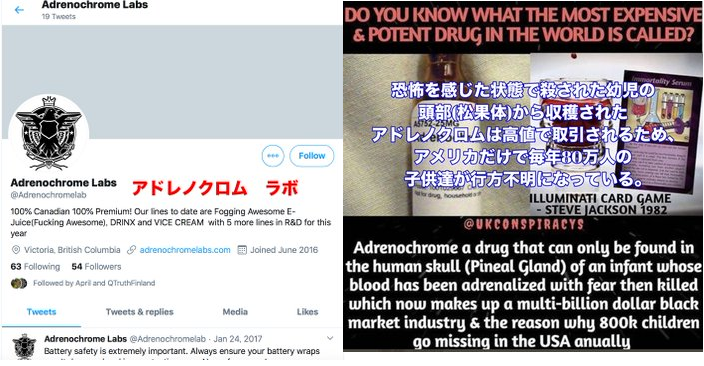 Adrenochrome Labs
19 Tweets
Follow
Adrenochrome Labs
@Adrenochromelab
アドレノクロム ラボ
100% Canadian 100% Premium! Our lines to date are Fogging Awesome E-
Juice(Fucking Awesome), DRINX and VICE CREAM with 5 more lines in R&D for this
year
Victoria, British Columbia adrenochromelabs.com Joined June 2016
63 Following 54 Followers
Followed by April and QTruthFinland
Tweets Tweets & replies Media Likes
Adrenochrome Labs @Adrenochromelab · Jan 24, 2017
Battery safety is extremely important. Always ensure your battery wraps
DO YOU KNOW WHAT THE MOST EXPENSIVE
& POTENT DRUG IN THE WORLD IS CALLED?
Immortality Serum
恐怖を感じた状態で殺された幼児の
頭部(松果体)から収穫された
A5752-25MG
アドレノクロムは高値で取引されるため、
アメリカだけで毎年80万人の
子供達が行方不明になっている。
ILLUMINATI CARD GAME
- STEVE JACKSON 1982
@UKCONSPIRACYS
Adrenochrome a drug that can only be found in
the human skull (Pineal Gland) of an infant whose
blood has been adrenalized with fear then killed
which now makes up a multi-billion dollar black
market industry & the reason why 800k children
go missing in the USA anually